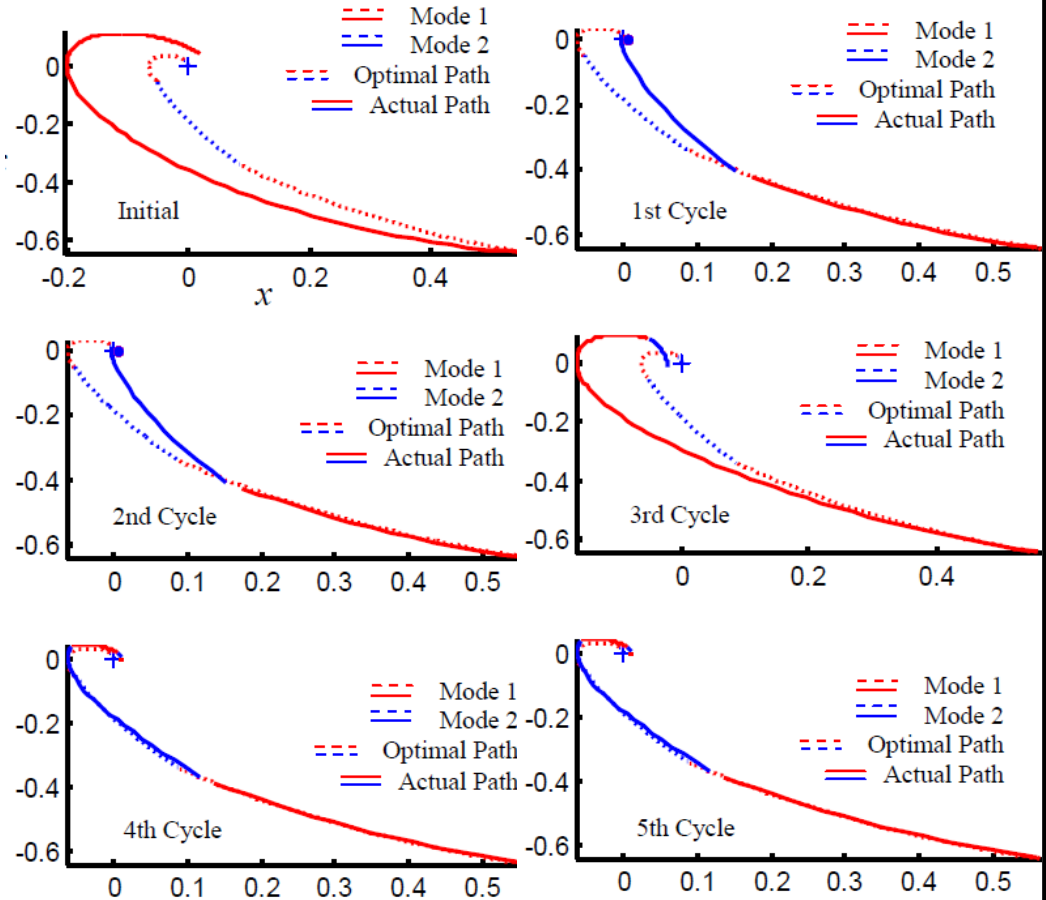 Mode 1
Mode 2
Optimal Path
Actual Path
0
-0.2
-0.4
-0.6
Initial
-0.2 0 0.2 0.4
x
Mode 1
Mode 2
Optimal Path
Actual Path
0
-0.2
-0.4
-0.6
1st Cycle
0 0.1 0.2 0.3 0.4 0.5
Mode 1
Mode 2
Optimal Path
Actual Path
0
-0.2
-0.4
-0.6
2nd Cycle
0 0.1 0.2 0.3 0.4 0.5
Mode 1
Mode 2
Optimal Path
Actual Path
0
-0.2
-0.4
-0.6
3rd Cycle
0 0.2 0.4
Mode 1
Mode 2
Optimal Path
Actual Path
0
-0.2
-0.4
-0.6
4th Cycle
0 0.1 0.2 0.3 0.4 0.5
Mode 1
Mode 2
Optimal Path
Actual Path
0
-0.2
-0.4
-0.6
5th Cycle
0 0.1 0.2 0.3 0.4 0.5